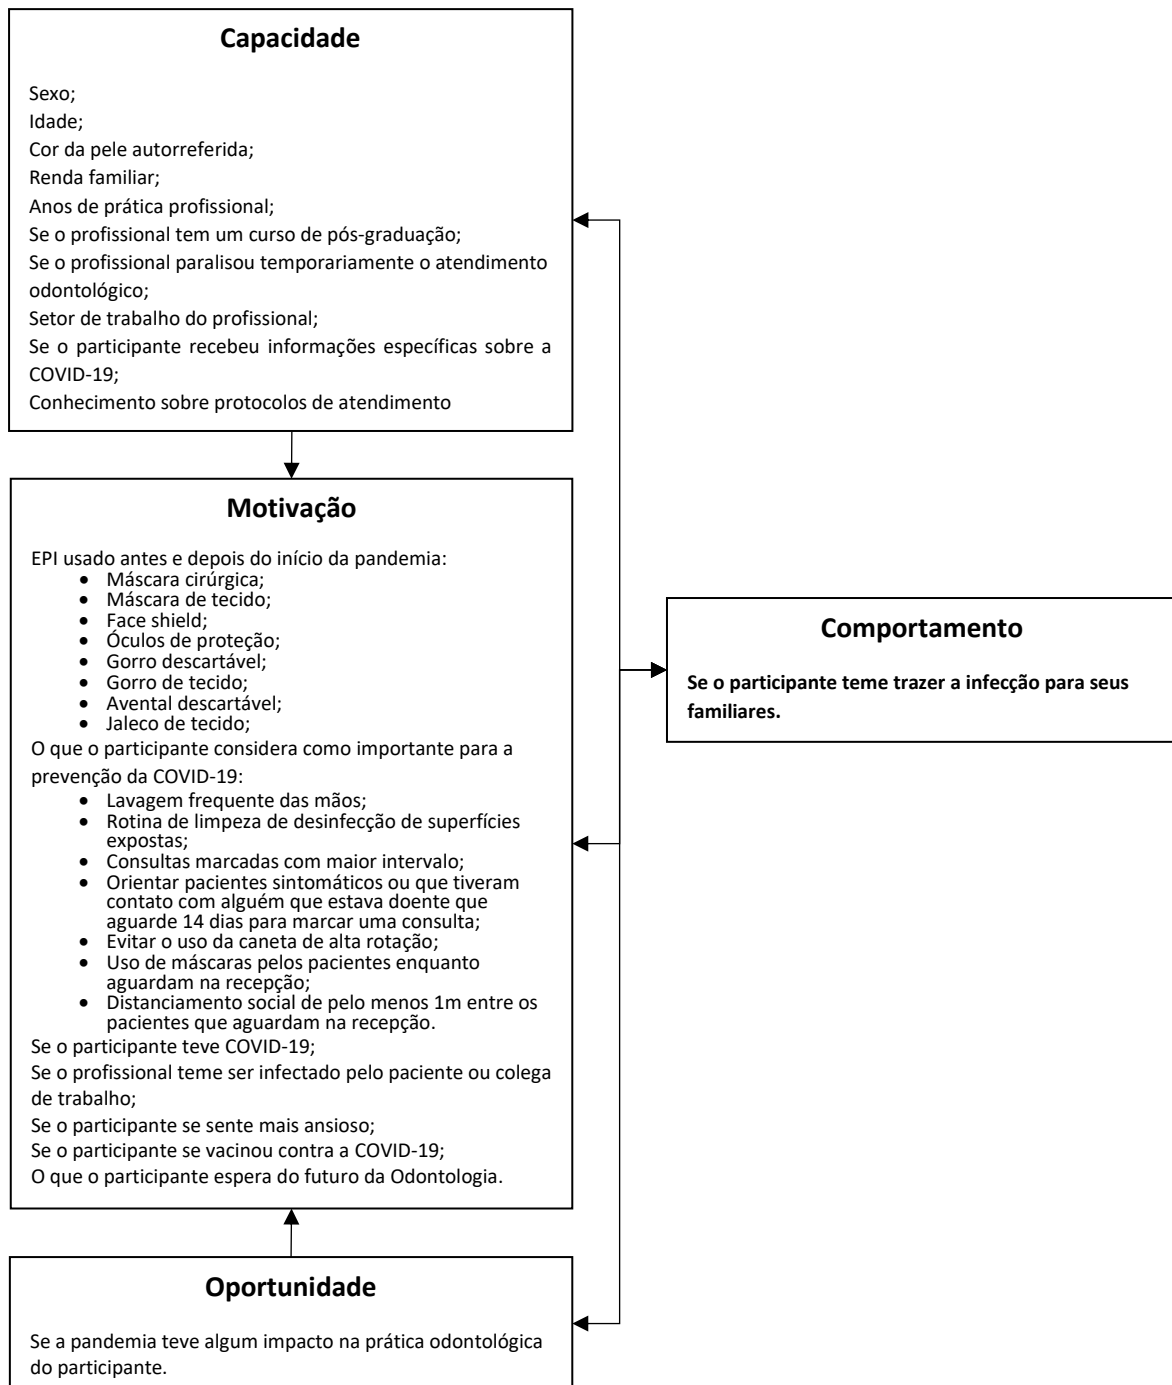 Capacidade
Sexo;
Idade;
Cor da pele autorreferida;
Renda familiar;
Anos de prática profissional;
Se o profissional tem um curso de pós-graduação;
Se o profissional paralisou temporariamente o atendimento
odontológico;
Setor de trabalho do profissional;
Se o participante recebeu informações específicas sobre a
COVID-19;
Conhecimento sobre protocolos de atendimento
Motivação
EPI usado antes e depois do início da pandemia:
• Máscara cirúrgica;
• Máscara de tecido;
• Face shield;
• Óculos de proteção;
• Gorro descartável;
• Gorro de tecido;
• Avental descartável;
• Jaleco de tecido;
O que o participante considera como importante para a
prevenção da COVID-19:
• Lavagem frequente das mãos;
• Rotina de limpeza de desinfecção de superfícies
expostas;
• Consultas marcadas com maior intervalo;
• Orientar pacientes sintomáticos ou que tiveram
contato com alguém que estava doente que
aguarde 14 dias para marcar uma consulta;
• Evitar o uso da caneta de alta rotação;
• Uso de máscaras pelos pacientes enquanto
aguardam na recepção;
• Distanciamento social de pelo menos 1m entre os
pacientes que aguardam na recepção.
Se o participante teve COVID-19;
Se o profissional teme ser infectado pelo paciente ou colega
de trabalho;
Se o participante se sente mais ansioso;
Se o participante se vacinou contra a COVID-19;
O que o participante espera do futuro da Odontologia.
Comportamento
Se o participante teme trazer a infecção para seus
familiares.
Oportunidade
Se a pandemia teve algum impacto na prática odontológica
do participante.